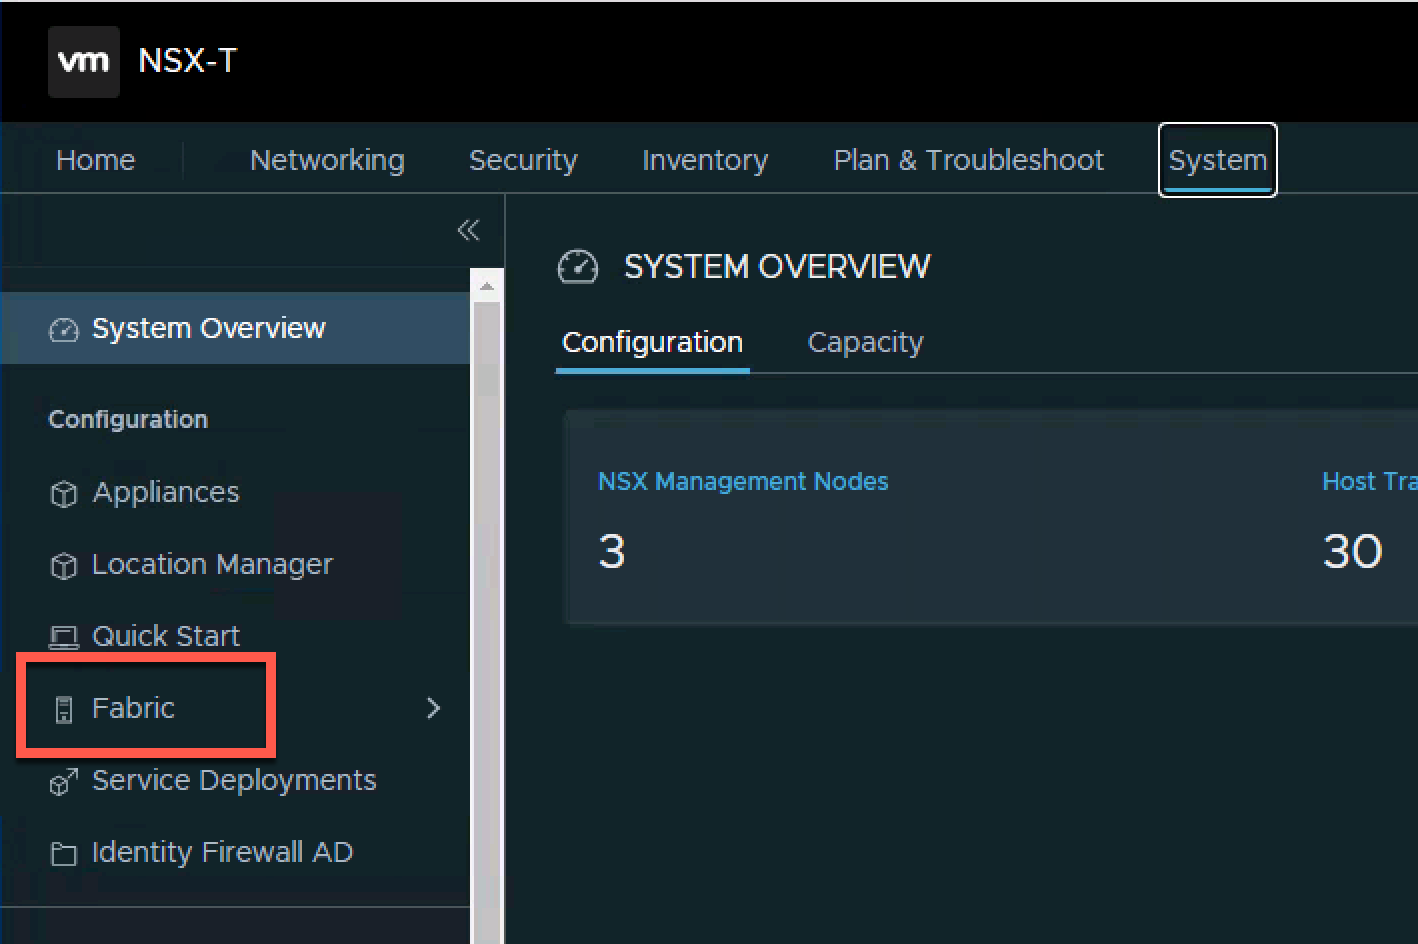 vm NSX-T
Home Networking Security Inventory Plan & Troubleshoot System
SYSTEM OVERVIEW
System Overview
Configuration Capacity
Configuration
NSX Management Nodes Host Tra
Appliances
3 30
Location Manager
Quick Start
Fabric
Service Deployments
Identity Firewall AD